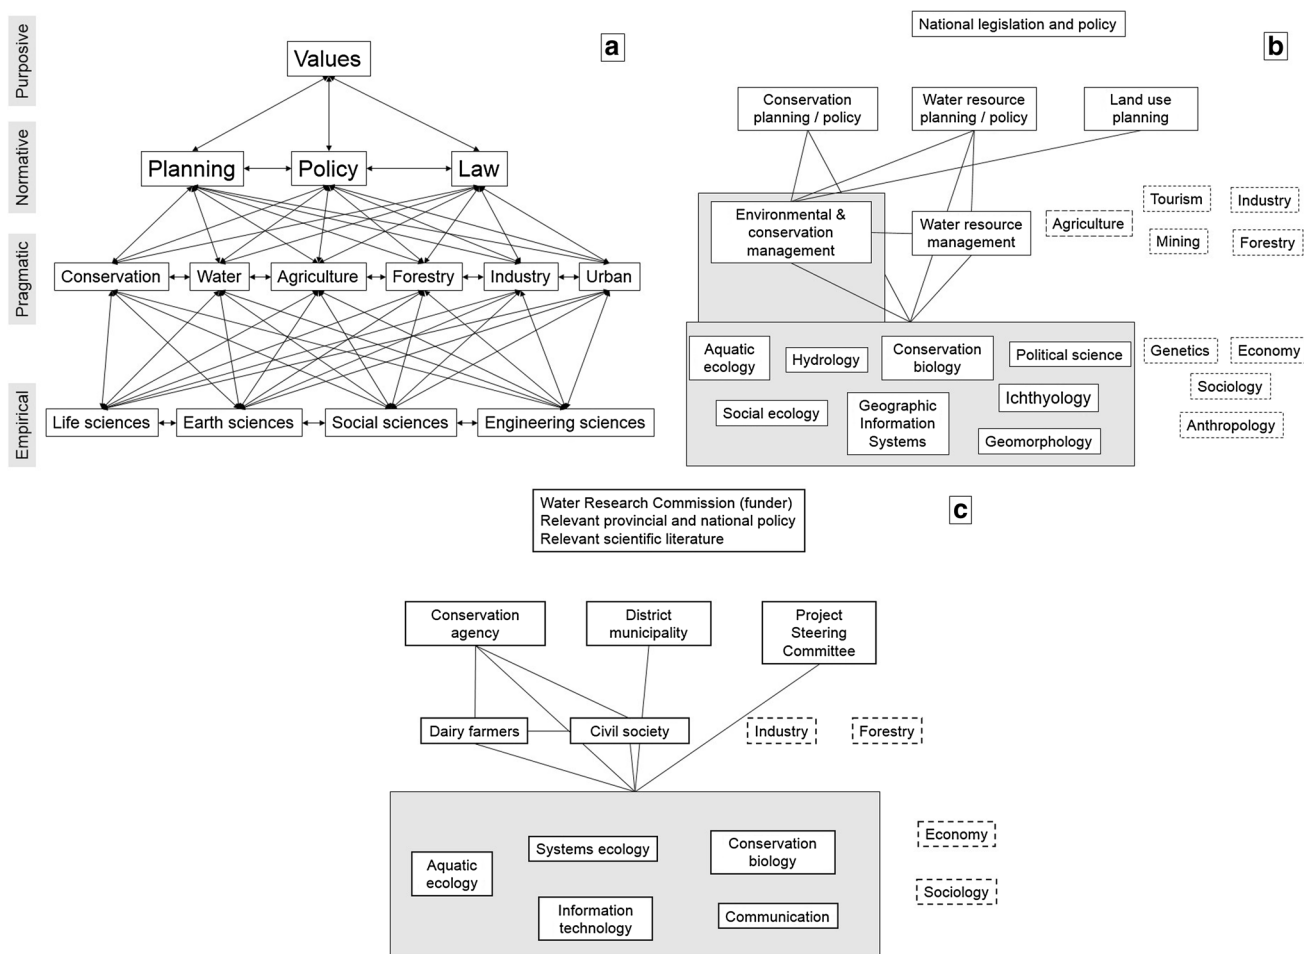 a
Purposive
Values
Normative
Planning
Policy
Law
Pragmatic
Conservation
Water
Agriculture
Forestry
Industry
Urban
Empirical
Life sciences
Earth sciences
Social sciences
Engineering sciences
b
National legislation and policy
Conservation
planning / policy
Water resource
planning / policy
Land use
planning
Environmental &
conservation
management
Water resource
management
Agriculture
Tourism
Industry
Mining
Forestry
Aquatic
ecology
Hydrology
Conservation
biology
Political science
Social ecology
Geographic
Information
Systems
Ichthyology
Geomorphology
Genetics
Economy
Sociology
Anthropology
c
Water Research Commission (funder)
Relevant provincial and national policy
Relevant scientific literature
Conservation
agency
District
municipality
Project
Steering
Committee
Dairy farmers
Civil society
Industry
Forestry
Aquatic
ecology
Systems ecology
Conservation
biology
Information
technology
Communication
Economy
Sociology